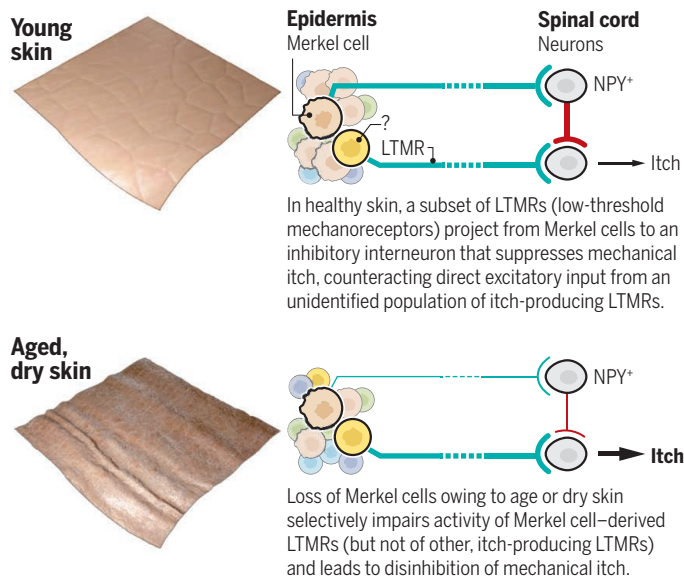 Young
skin
Epidermis
Merkel cell
Spinal cord
Neurons
NPY⁺
?
LTMR
Itch
In healthy skin, a subset of LTMRs (low-threshold
mechanoreceptors) project from Merkel cells to an
inhibitory interneuron that suppresses mechanical
itch, counteracting direct excitatory input from an
unidentified population of itch-producing LTMRs.
Aged,
dry skin
NPY⁺
Itch
Loss of Merkel cells owing to age or dry skin
selectively impairs activity of Merkel cell–derived
LTMRs (but not of other, itch-producing LTMRs)
and leads to disinhibition of mechanical itch.